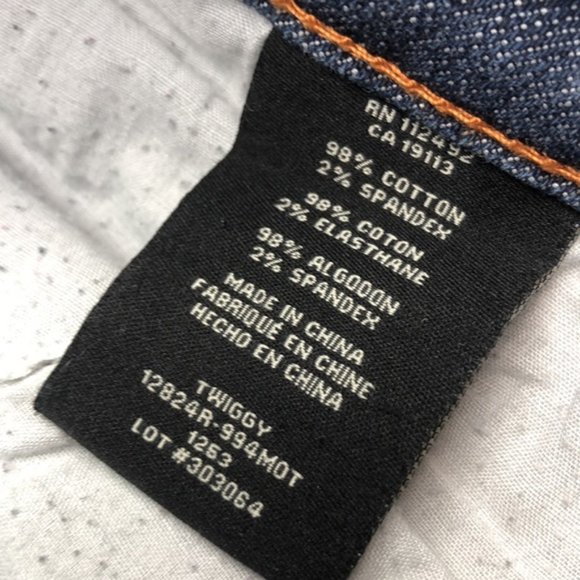 RN 112492
CA 19113
98% COTTON
2% SPANDEX
98% COTON
2% ELASTHANE
98% ALGODON
2% SPANDEX
MADE IN CHINA
FABRIQUÉ EN CHINE
HECHO EN CHINA
TWIGGY
12824R-994MOT
1263
LOT #303064